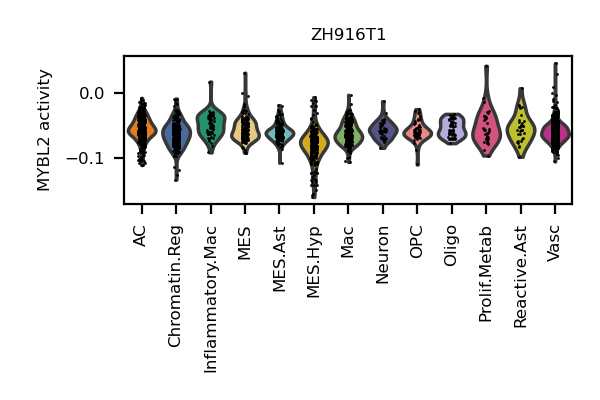 ZH916T1
MYBL2 activity
0.0
−0.1
AC
Chromatin.Reg
Inflammatory.Mac
MES
MES.Ast
MES.Hyp
Mac
Neuron
OPC
Oligo
Prolif.Metab
Reactive.Ast
Vasc